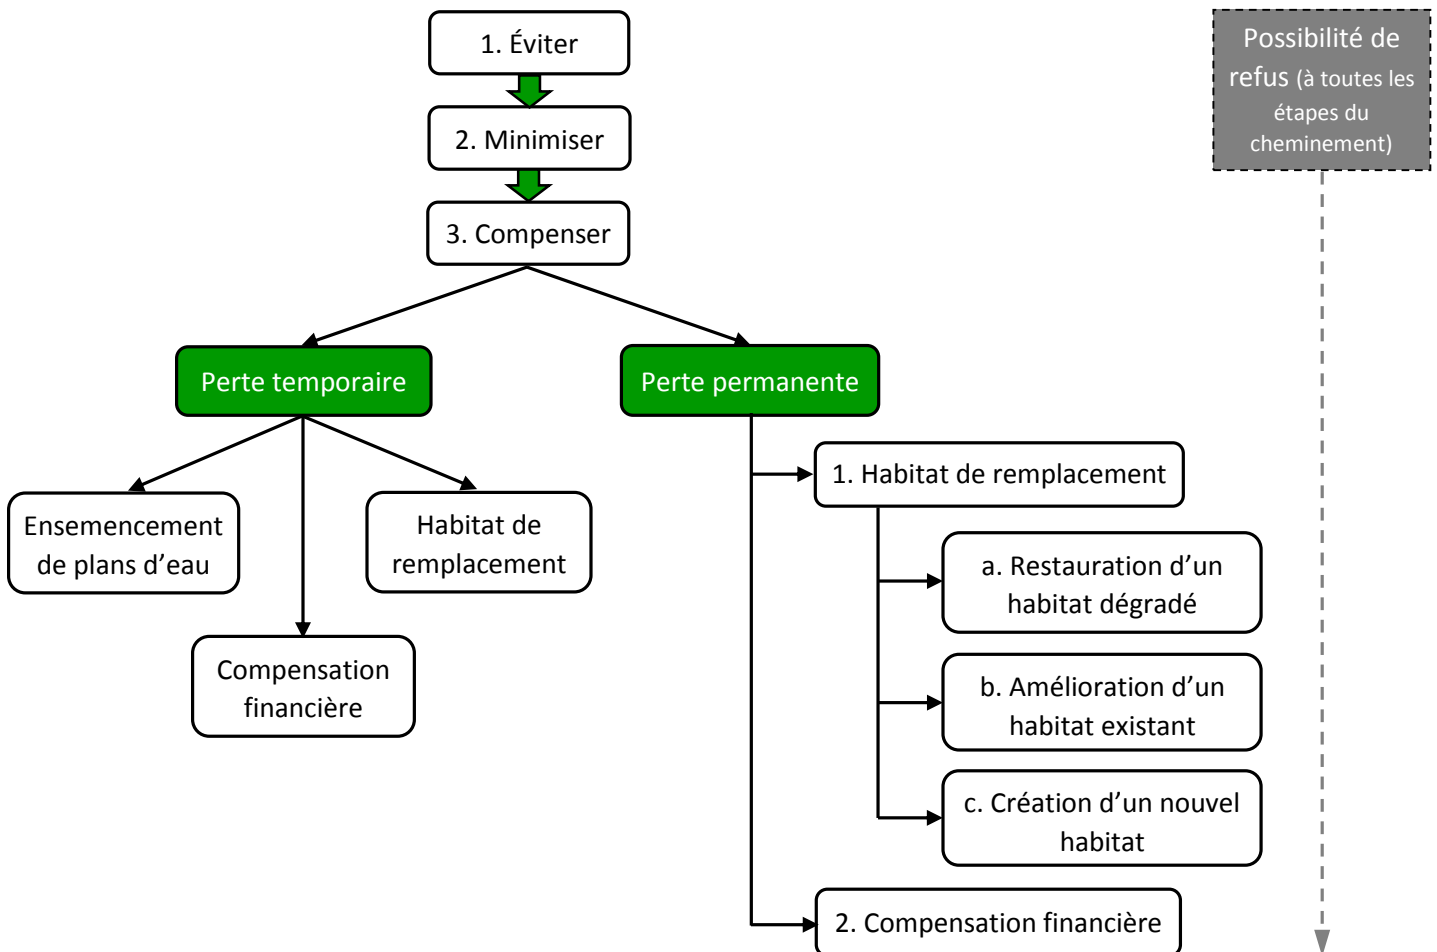 1. Éviter
2. Minimiser
3. Compenser
Possibilité de
refus (à toutes les
étapes du
cheminement)
Perte temporaire
Perte permanente
Ensemencement
de plans d’eau
Compensation
financière
Habitat de
remplacement
1. Habitat de remplacement
a. Restauration d’un
habitat dégradé
b. Amélioration d’un
habitat existant
c. Création d’un nouvel
habitat
2. Compensation financière